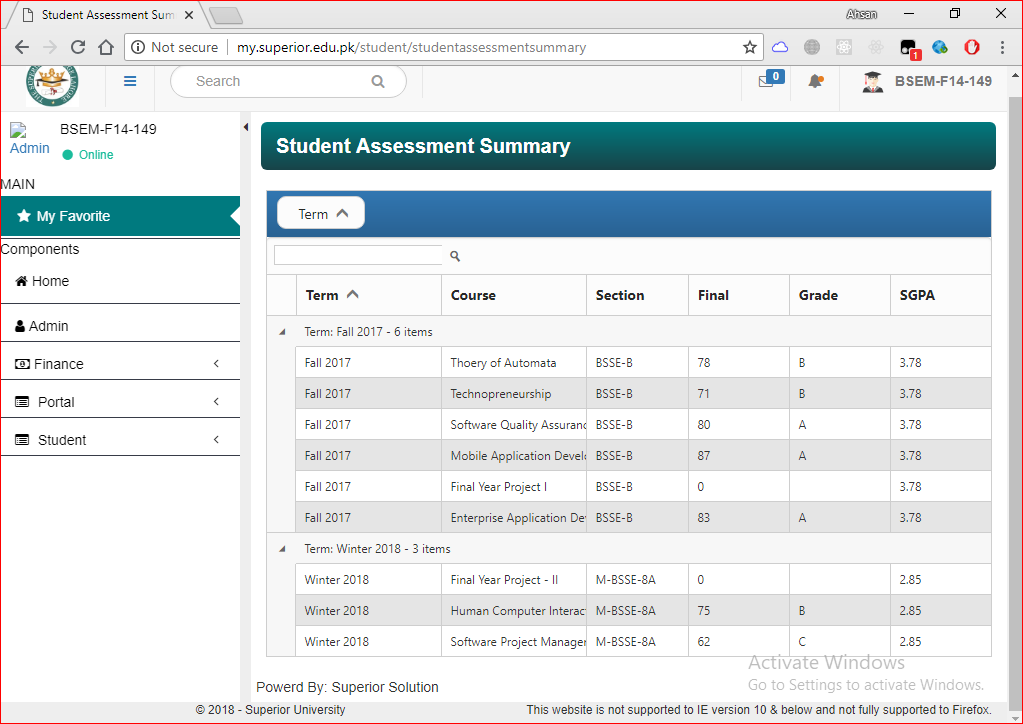 Student Assessment Sum
Ahsan
Not secure my.superior.edu.pk/student/studentassessmentsummary
1
Search 0 BSEM-F14-149
Admin BSEM-F14-149
Online
MAIN
My Favorite
Components
Home
Admin
Finance
Portal
Student
Student Assessment Summary
Term
Term Course Section Final Grade SGPA
Term: Fall 2017 - 6 items
Fall 2017 Thoery of Automata BSSE-B 78 B 3.78
Fall 2017 Technopreneurship BSSE-B 71 B 3.78
Fall 2017 Software Quality Assuranc BSSE-B 80 A 3.78
Fall 2017 Mobile Application Develo BSSE-B 87 A 3.78
Fall 2017 Final Year Project I BSSE-B 0 3.78
Fall 2017 Enterprise Application De BSSE-B 83 A 3.78
Term: Winter 2018 - 3 items
Winter 2018 Final Year Project - II M-BSSE-8A 0 2.85
Winter 2018 Human Computer Interac M-BSSE-8A 75 B 2.85
Winter 2018 Software Project Manager M-BSSE-8A 62 C 2.85
Activate Windows
Go to Settings to activate Windows.
Powerd By: Superior Solution
© 2018 - Superior University This website is not supported to IE version 10 & below and not fully supported to Firefox.